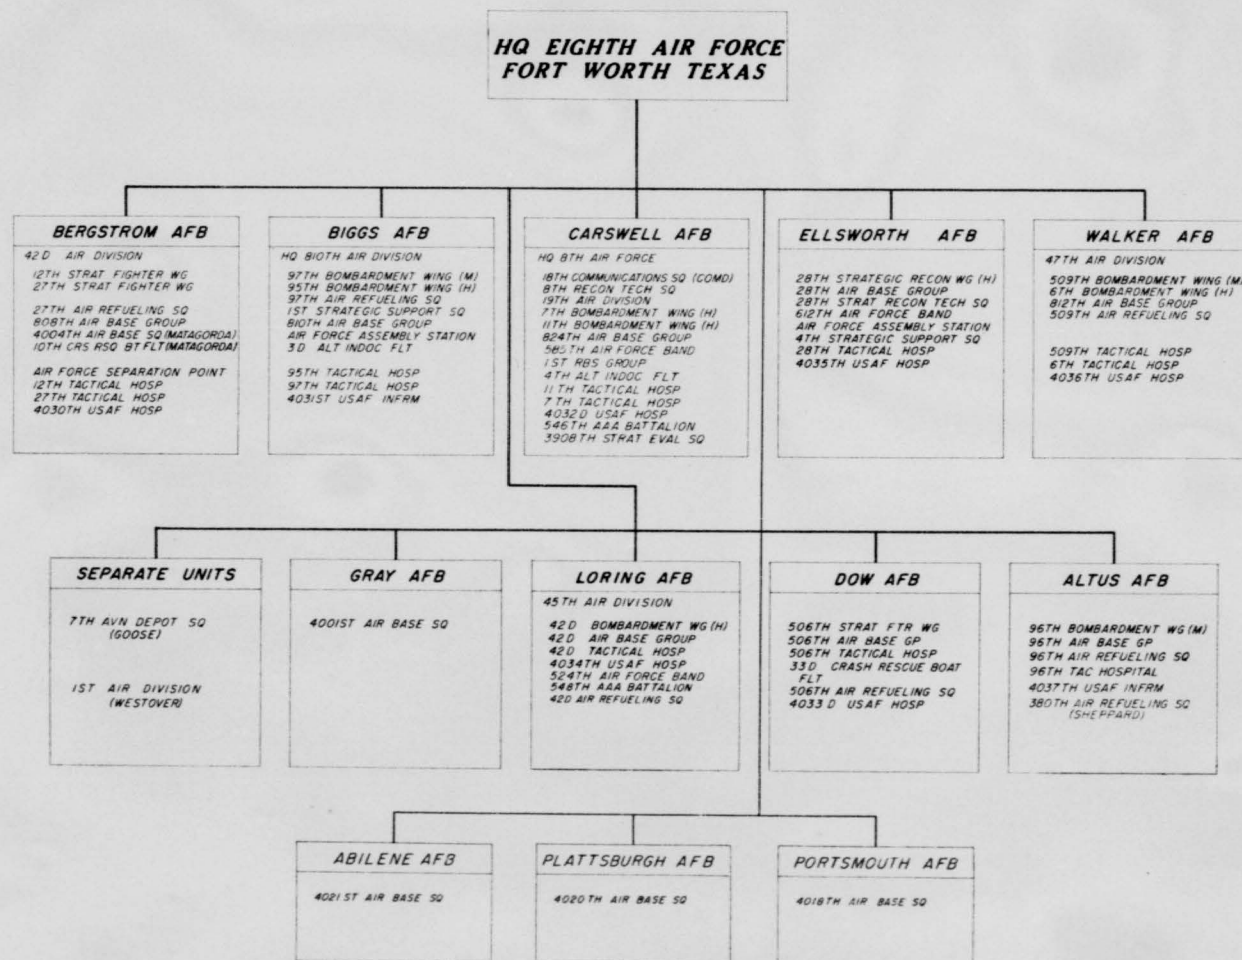 HQ EIGHTH AIR FORCE
FORT WORTH TEXAS
BERGSTROM AFB
42D AIR DIVISION
12TH STRAT FIGHTER WG
27TH STRAT FIGHTER WG
27TH AIR REFUELING SQ
808TH AIR BASE GROUP
4004TH AIR BASE SQ (MATAGORDA)
10TH CRS RSQ BT FLT (MATAGORDA)
AIR FORCE SEPARATION POINT
12TH TACTICAL HOSP
27TH TACTICAL HOSP
4030TH USAF HOSP
BIGGS AFB
HQ 810TH AIR DIVISION
97TH BOMBARDMENT WING (M)
95TH BOMBARDMENT WING (H)
97TH AIR REFUELING SQ
1ST STRATEGIC SUPPORT SQ
810TH AIR BASE GROUP
AIR FORCE ASSEMBLY STATION
3D ALT INDOC FLT
95TH TACTICAL HOSP
97TH TACTICAL HOSP
4031ST USAF INFRM
CARSWELL AFB
HQ 8TH AIR FORCE
18TH COMMUNICATIONS SQ (COMD)
8TH RECON TECH SQ
19TH AIR DIVISION
7TH BOMBARDMENT WING (H)
11TH BOMBARDMENT WING (H)
824TH AIR BASE GROUP
585TH AIR FORCE BAND
1ST RBS GROUP
4TH ALT INDOC FLT
11TH TACTICAL HOSP
7TH TACTICAL HOSP
4032D USAF HOSP
546TH AAA BATTALION
3908TH STRAT EVAL SQ
ELLSWORTH AFB
28TH STRATEGIC RECON WG (H)
28TH AIR BASE GROUP
28TH STRAT RECON TECH SQ
612TH AIR FORCE BAND
AIR FORCE ASSEMBLY STATION
4TH STRATEGIC SUPPORT SQ
28TH TACTICAL HOSP
4035TH USAF HOSP
WALKER AFB
47TH AIR DIVISION
509TH BOMBARDMENT WING (M)
6TH BOMBARDMENT WING (H)
812TH AIR BASE GROUP
509TH AIR REFUELING SQ
509TH TACTICAL HOSP
6TH TACTICAL HOSP
4036TH USAF HOSP
SEPARATE UNITS
7TH AVN DEPOT SQ
(GOOSE)
1ST AIR DIVISION
(WESTOVER)
GRAY AFB
4001ST AIR BASE SQ
LORING AFB
45TH AIR DIVISION
42D BOMBARDMENT WG (H)
42D AIR BASE GROUP
42D TACTICAL HOSP
4034TH USAF HOSP
524TH AIR FORCE BAND
548TH AAA BATTALION
42D AIR REFUELING SQ
DOW AFB
506TH STRAT FTR WG
506TH AIR BASE GP
506TH TACTICAL HOSP
33D CRASH RESCUE BOAT
FLT
506TH AIR REFUELING SQ
4033D USAF HOSP
ALTUS AFB
96TH BOMBARDMENT WG (M)
96TH AIR BASE GP
96TH AIR REFUELING SQ
96TH TAC HOSPITAL
4037TH USAF INFRM
380TH AIR REFUELING SQ
(SHEPPARD)
ABILENE AFB
4021ST AIR BASE SQ
PLATTSBURGH AFB
4020TH AIR BASE SQ
PORTSMOUTH AFB
4018TH AIR BASE SQ